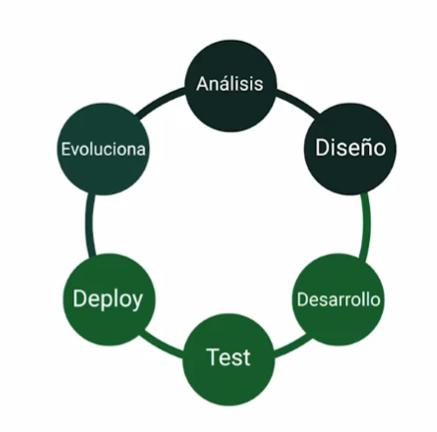 Análisis
Diseño
Desarrollo
Test
Deploy
Evoluciona